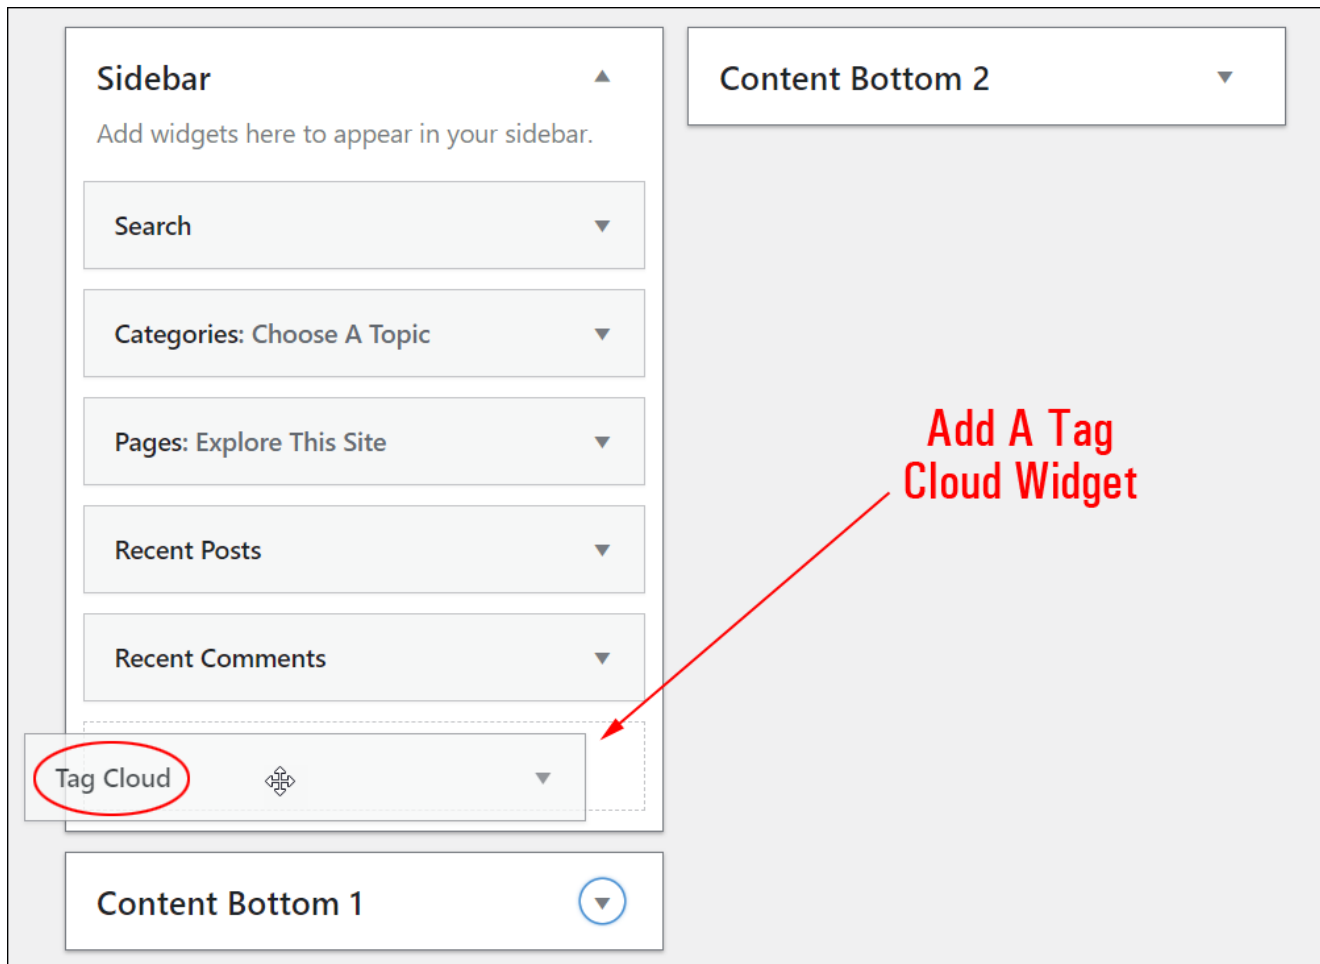 Sidebar
Add widgets here to appear in your sidebar.
Search
Categories: Choose A Topic
Pages: Explore This Site
Recent Posts
Recent Comments
Tag Cloud
Content Bottom 1
Content Bottom 2
Add A Tag
Cloud Widget